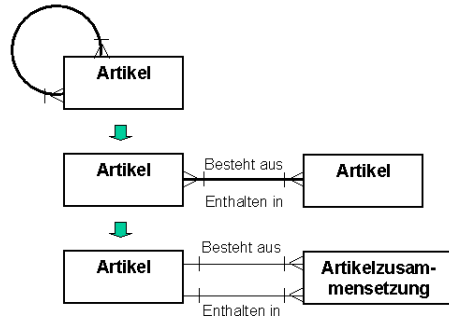 Artikel
Artikel
Besteht aus
Enthalten in
Artikel
Artikel
Besteht aus
Enthalten in
Artikelzusam-
mensetzung